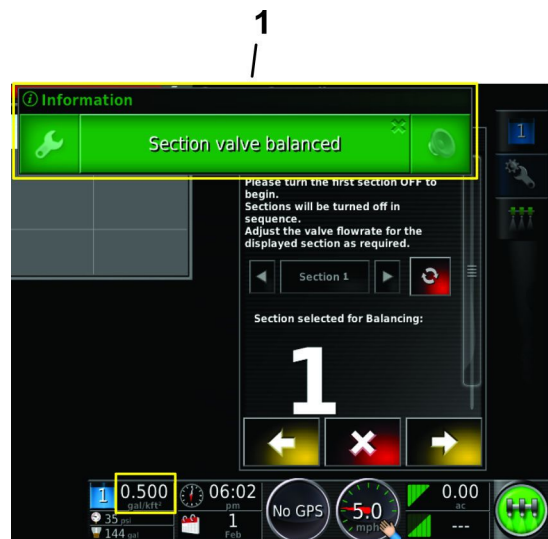 1
Information
Section valve balanced
1
Please turn the first section OFF to
begin.
Sections will be turned off in
sequence.
Adjust the valve flowrate for the
displayed section as required.
Section 1
Section selected for Balancing:
1
1
0.500
gal/kft²
35 psi
144 gal
06:02
pm
1
Feb
No GPS
5.0
mph
0.00
ac
---